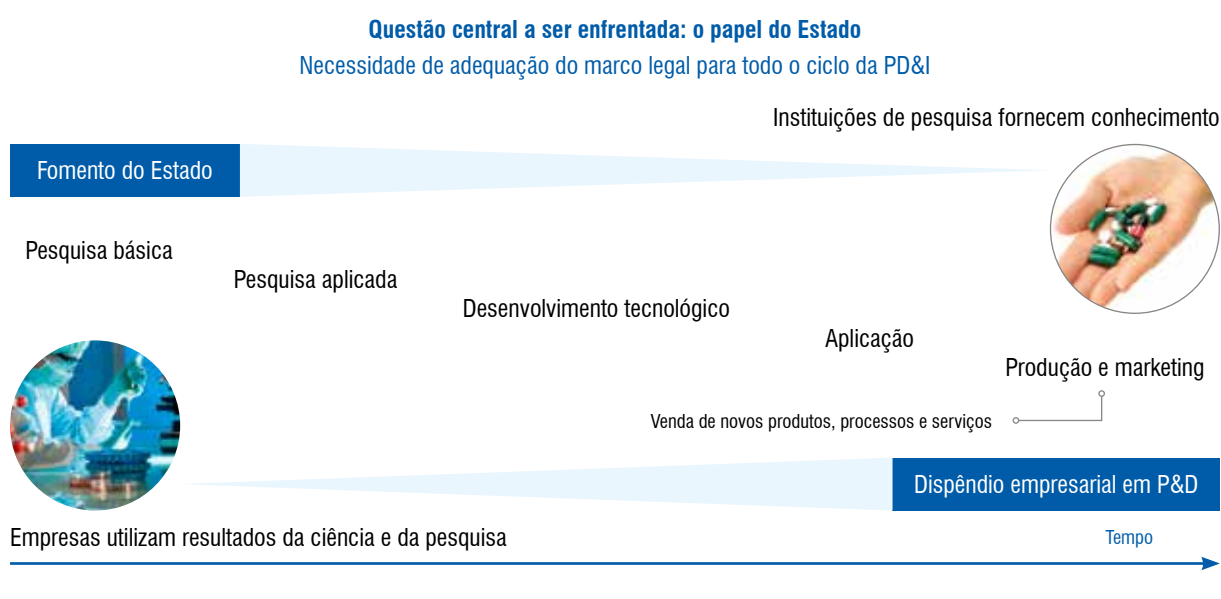 Questão central a ser enfrentada: o papel do Estado
Necessidade de adequação do marco legal para todo o ciclo da PD&I
Instituições de pesquisa fornecem conhecimento
Fomento do Estado
Pesquisa básica
Pesquisa aplicada
Desenvolvimento tecnológico
Aplicação
Produção e marketing
Venda de novos produtos, processos e serviços
Dispêndio empresarial em P&D
Empresas utilizam resultados da ciência e da pesquisa
Tempo